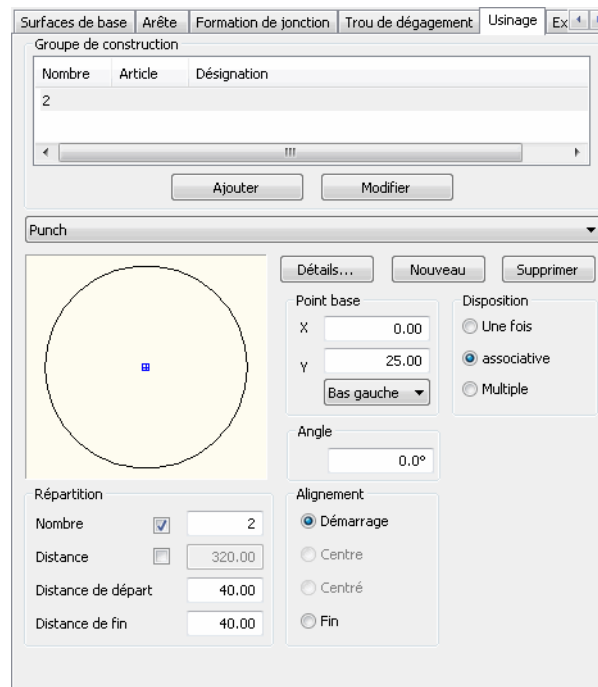 Surfaces de base Arête Formation de jonction Trou de dégagement Usinage Ex
Groupe de construction
Nombre Article Désignation
2
Ajouter Modifier
Punch
Détails... Nouveau Supprimer
Point base Disposition
X 0.00 Une fois
Y 25.00 associative
Bas gauche Multiple
Angle
0.0°
Répartition Alignement
Nombre 2 Démarrage
Distance 320.00 Centre
Distance de départ 40.00 Centré
Distance de fin 40.00 Fin